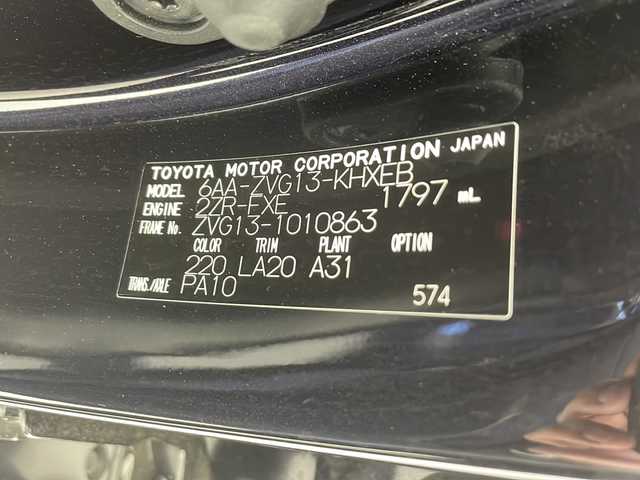 TOYOTA MOTOR CORPORATION JAPAN
MODEL 6AA-ZVG13-KHXEB
ENGINE 2ZR-FXE 1797 mL
FRAME No. ZVG13-1010863
COLOR TRIM PLANT OPTION
220 LA20 A31
TRANS./AXLE PA10 574